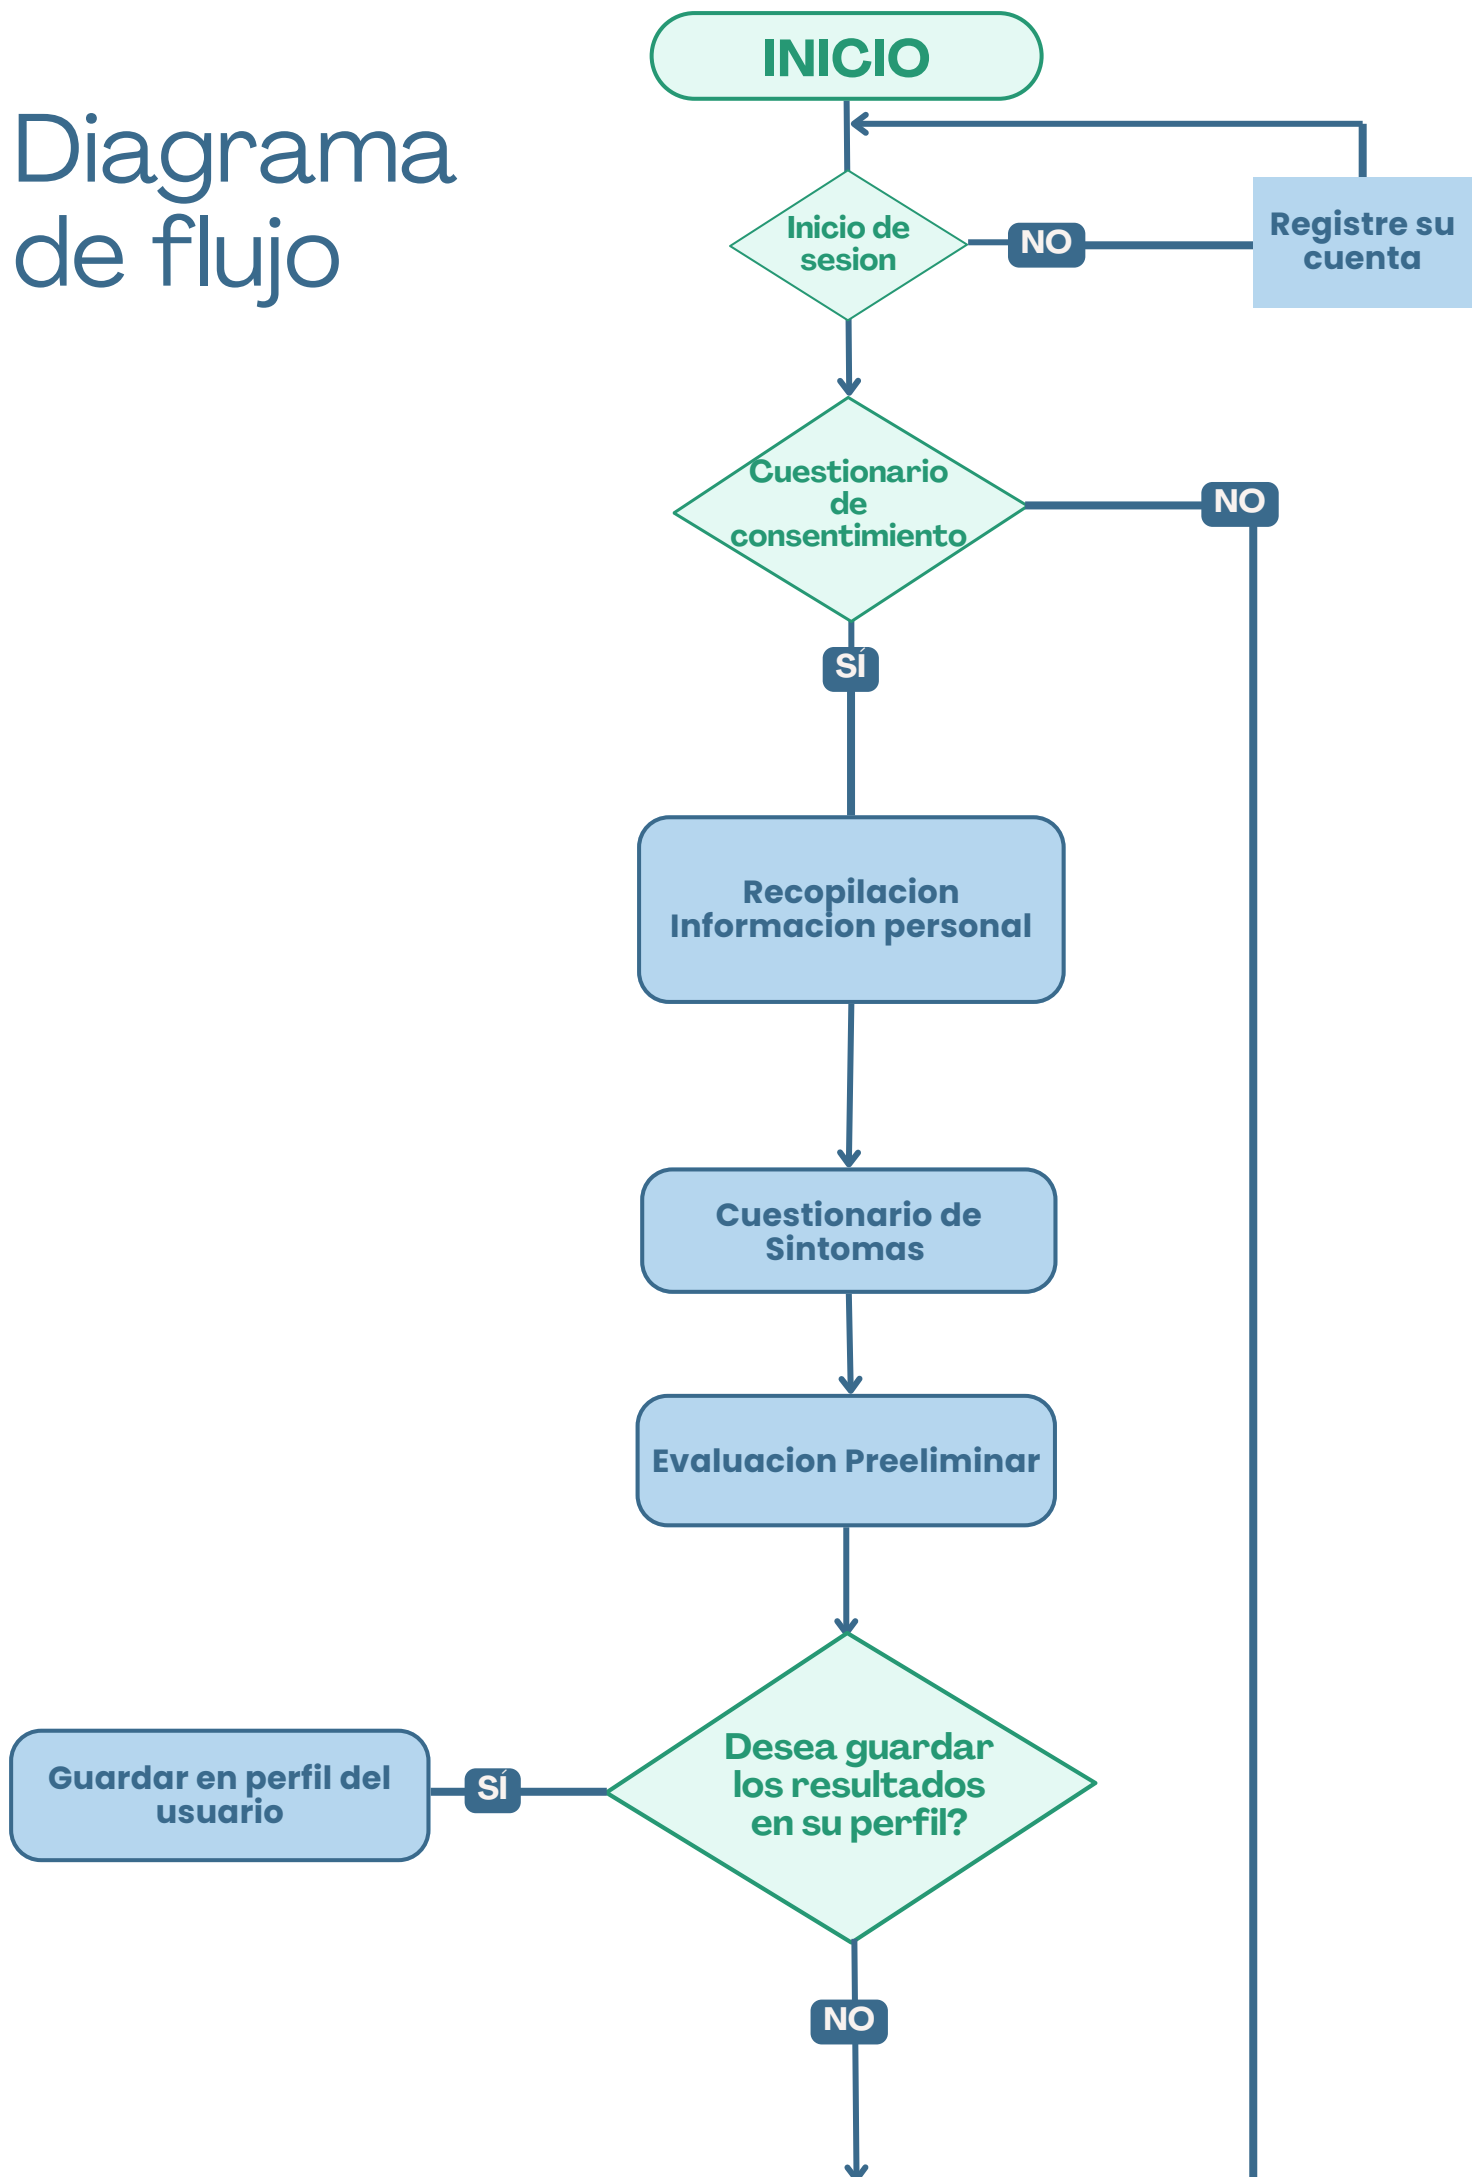 INICIO
Diagrama
de flujo
Inicio de
sesion
NO
Registre su
cuenta
Cuestionario
de
consentimiento
NO
SÍ
Recopilacion
Informacion personal
Cuestionario de
Sintomas
Evaluacion Preeliminar
Desea guardar
los resultados
en su perfil?
SÍ
Guardar en perfil del
usuario
NO